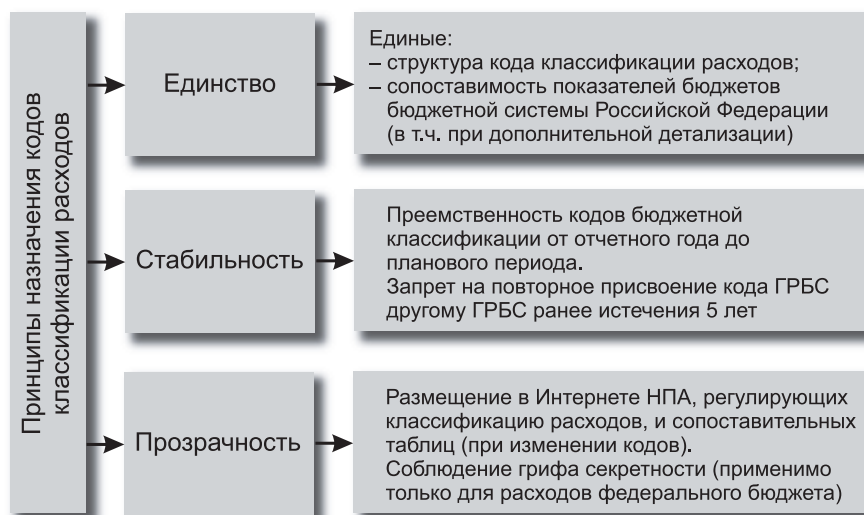 Принципы назначения кодов
классификации расходов
Единство
Единые:
– структура кода классификации расходов;
– сопоставимость показателей бюджетов
бюджетной системы Российской Федерации
(в т.ч. при дополнительной детализации)
Стабильность
Преемственность кодов бюджетной
классификации от отчетного года до
планового периода.
Запрет на повторное присвоение кода ГРБС
другому ГРБС ранее истечения 5 лет
Прозрачность
Размещение в Интернете НПА, регулирующих
классификацию расходов, и сопоставительных
таблиц (при изменении кодов).
Соблюдение грифа секретности (применимо
только для расходов федерального бюджета)